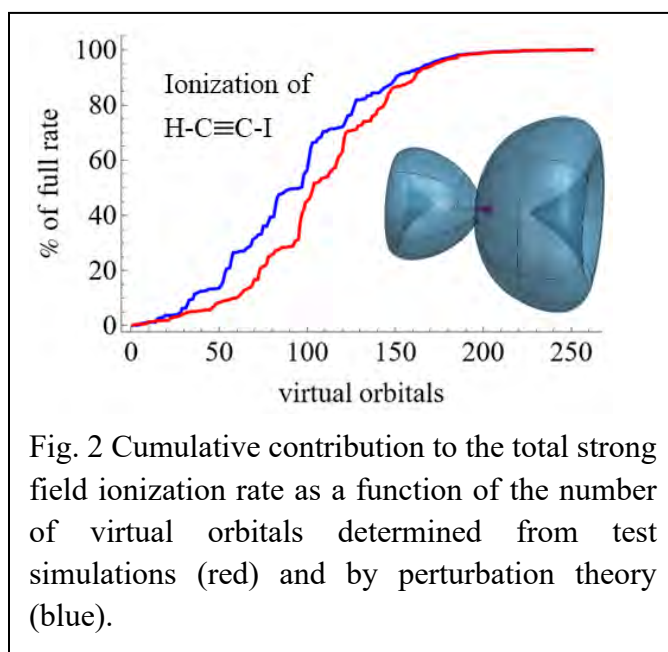 100
80
60
40
20
0
% of full rate
Ionization of
H-C≡C-I
0 50 100 150 200 250
virtual orbitals
Fig. 2 Cumulative contribution to the total strong
field ionization rate as a function of the number
of virtual orbitals determined from test
simulations (red) and by perturbation theory
(blue).